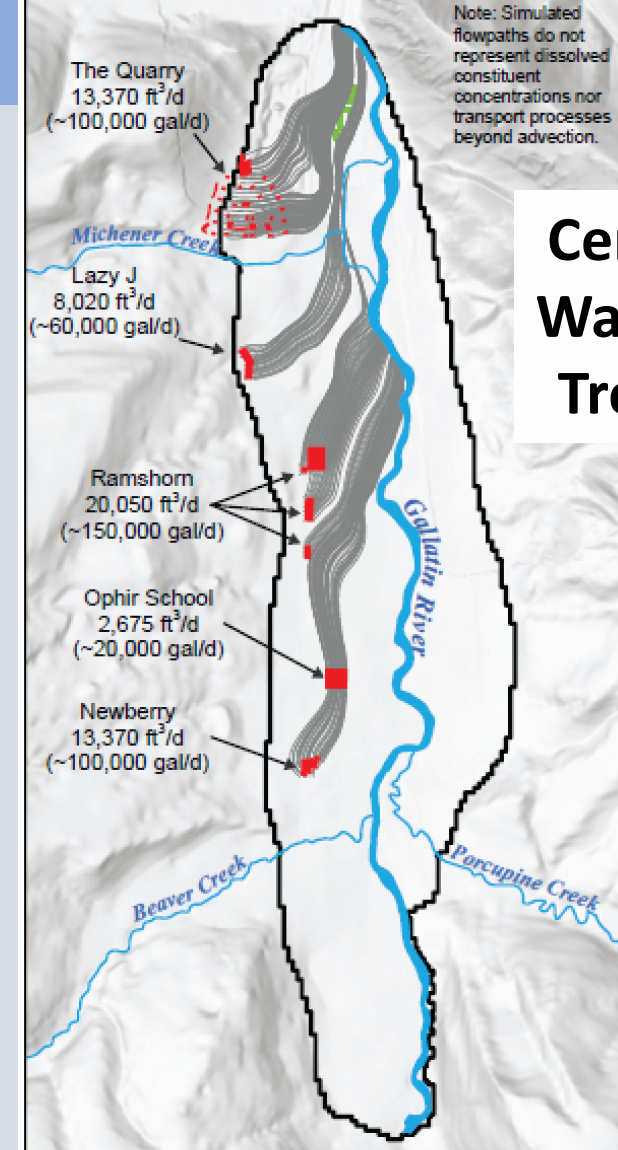 Note: Simulated
flowpaths do not
represent dissolved
constituent
concentrations nor
transport processes
beyond advection.
The Quarry
13,370 ft³/d
(~100,000 gal/d)
Michener Creek
Lazy J
8,020 ft³/d
(~60,000 gal/d)
Ramshorn
20,050 ft³/d
(~150,000 gal/d)
Gallatin River
Ophir School
2,675 ft³/d
(~20,000 gal/d)
Newberry
13,370 ft³/d
(~100,000 gal/d)
Beaver Creek
Porcupine Creek